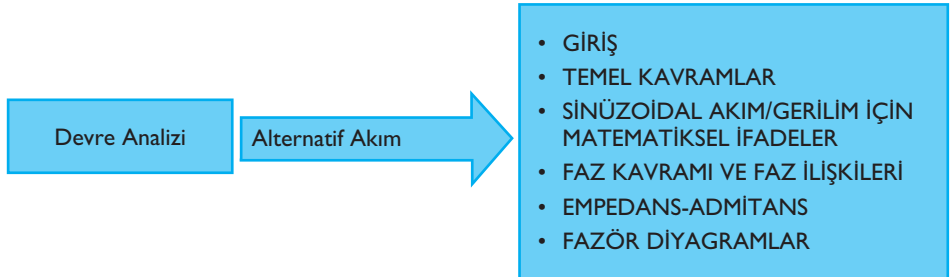 Devre Analizi
Alternatif Akım
• GİRİŞ
• TEMEL KAVRAMLAR
• SİNÜZOİDAL AKIM/GERİLİM İÇİN
MATEMATİKSEL İFADELER
• FAZ KAVRAMI VE FAZ İLİŞKİLERİ
• EMPEDANS-ADMİTANS
• FAZÖR DİYAGRAMLAR